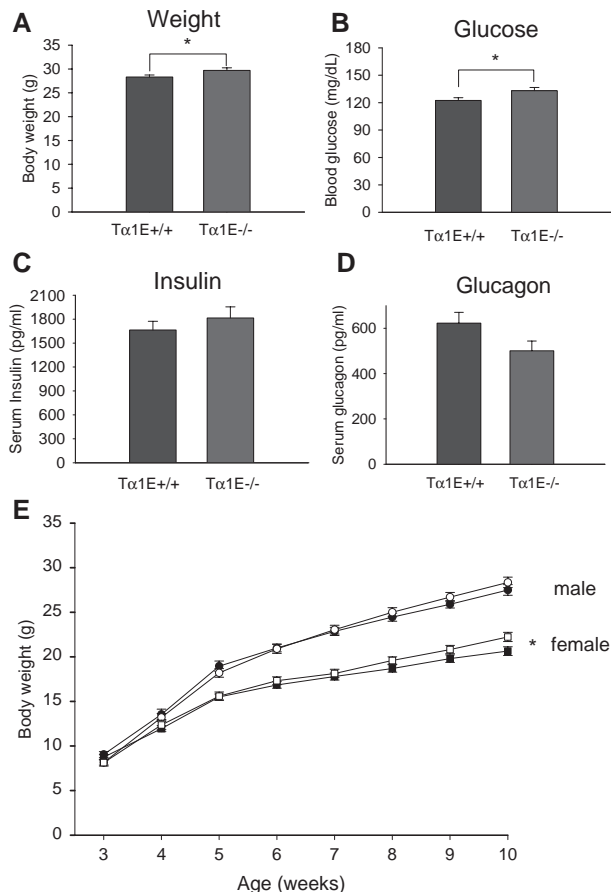 A Weight
*
Body weight (g)
35
30
25
20
15
10
5
0
Tα1E+/+ Tα1E-/-
B Glucose
*
Blood glucose (mg/dL)
180
150
120
90
60
30
0
Tα1E+/+ Tα1E-/-
C Insulin
Serum Insulin (pg/ml)
2100
1800
1500
1200
900
600
300
0
Tα1E+/+ Tα1E-/-
D Glucagon
Serum glucagon (pg/ml)
600
400
200
0
Tα1E+/+ Tα1E-/-
E
Body weight (g)
35
30
25
20
15
10
5
0
male
* female
3 4 5 6 7 8 9 10
Age (weeks)